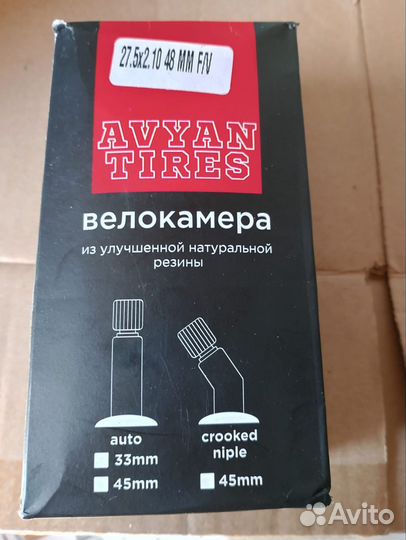 27.5x2.10 48 MM F/V
AVYAN
TIRES
велокамера
из улучшенной натуральной
резины
auto
33mm
45mm
crooked
niple
45mm
Avito